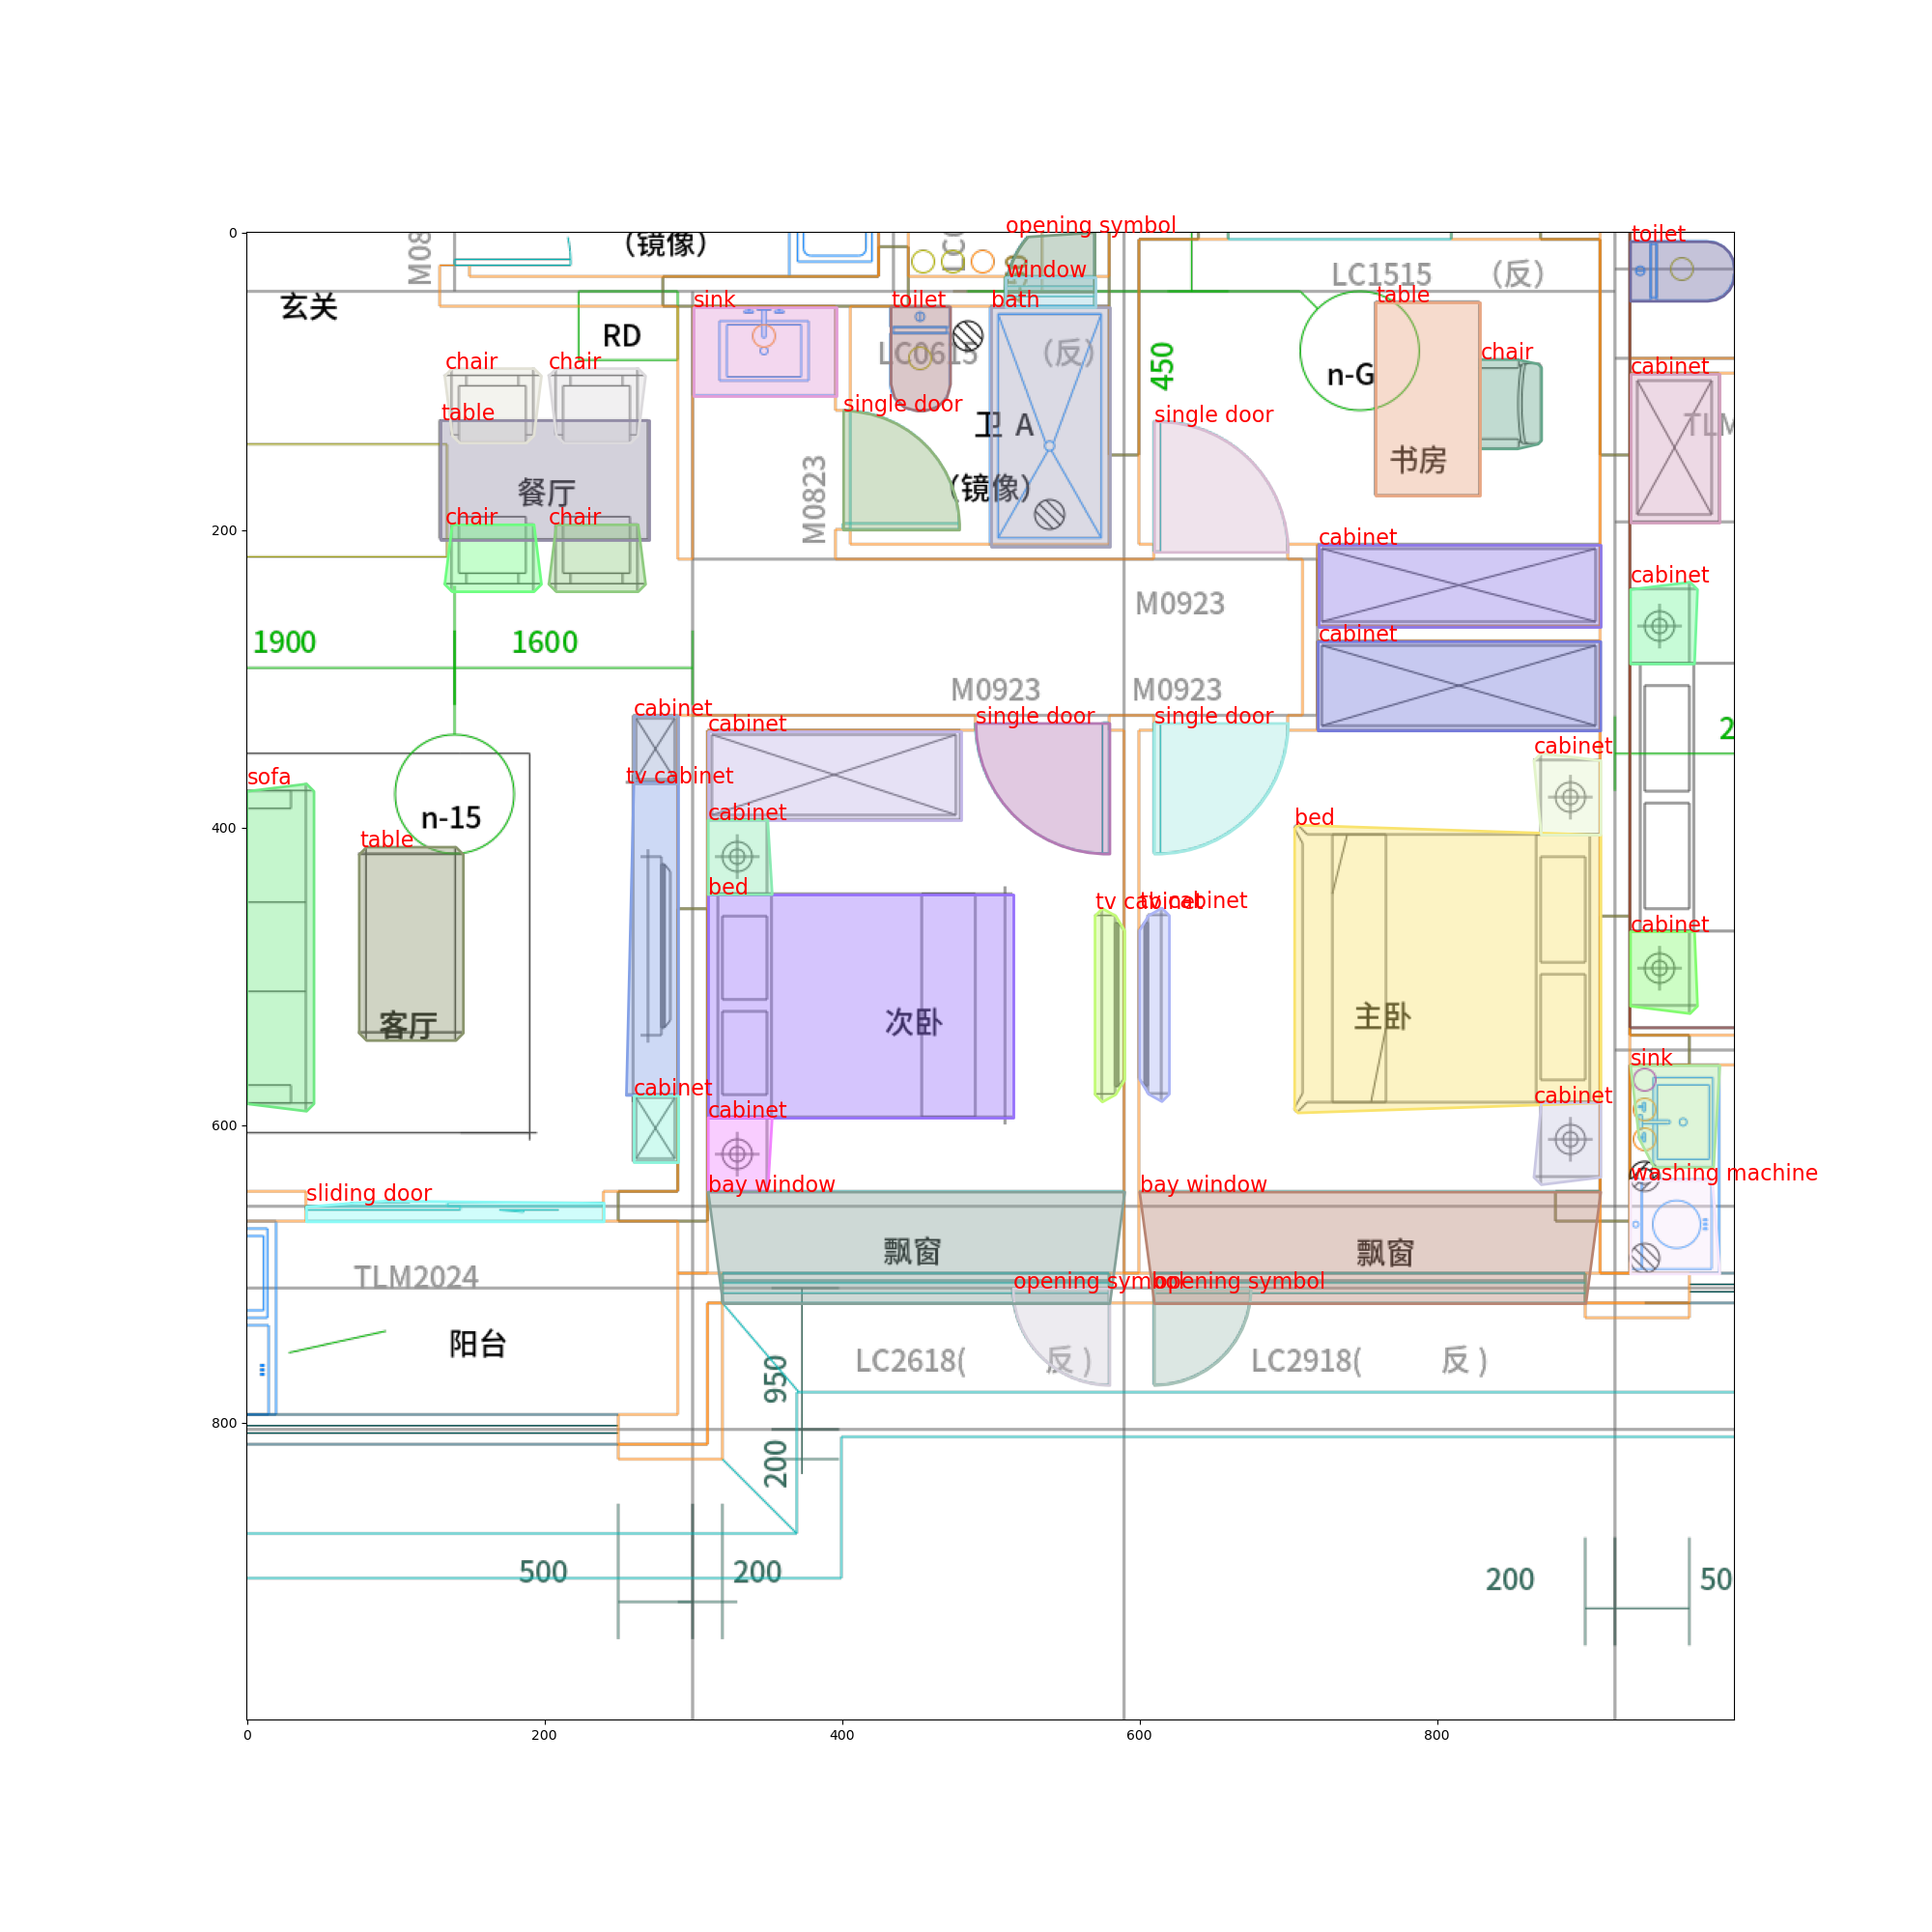 opening symbol
toilet
0
M08
（镜像）
window
LC1515 （反）
玄关
sink
toilet
bath
table
RD
LC0615 （反）
450
chair
chair
chair
n-G
cabinet
table
single door
single door
卫 A
TLM
书房
餐厅
M0823
（镜像）
chair
chair
200
cabinet
cabinet
M0923
1900
1600
cabinet
M0923
M0923
cabinet
cabinet
single door
single door
2
cabinet
sofa
tv cabinet
n-15
cabinet
bed
400
table
bed
tv cabinet
tv cabinet
cabinet
客厅
次卧
主卧
sink
cabinet
cabinet
cabinet
600
washing machine
sliding door
bay window
bay window
飘窗
飘窗
TLM2024
opening symbol
opening symbol
阳台
LC2618( 反 )
LC2918( 反 )
950
800
200
500
200
200
50
0
200
400
600
800